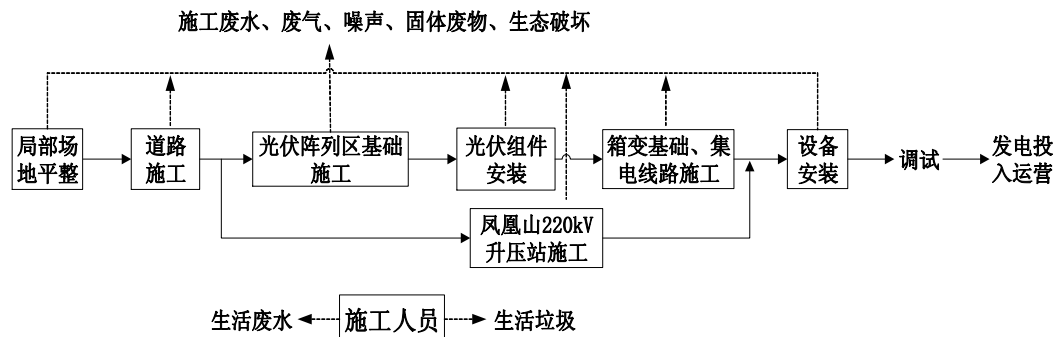 施工废水、废气、噪声、固体废物、生态破坏
局部场
地平整
道路
施工
光伏阵列区基础
施工
光伏组件
安装
箱变基础、集
电线路施工
设备
安装
调试
发电投
入运营
凤凰山220kV
升压站施工
生活废水
施工人员
生活垃圾